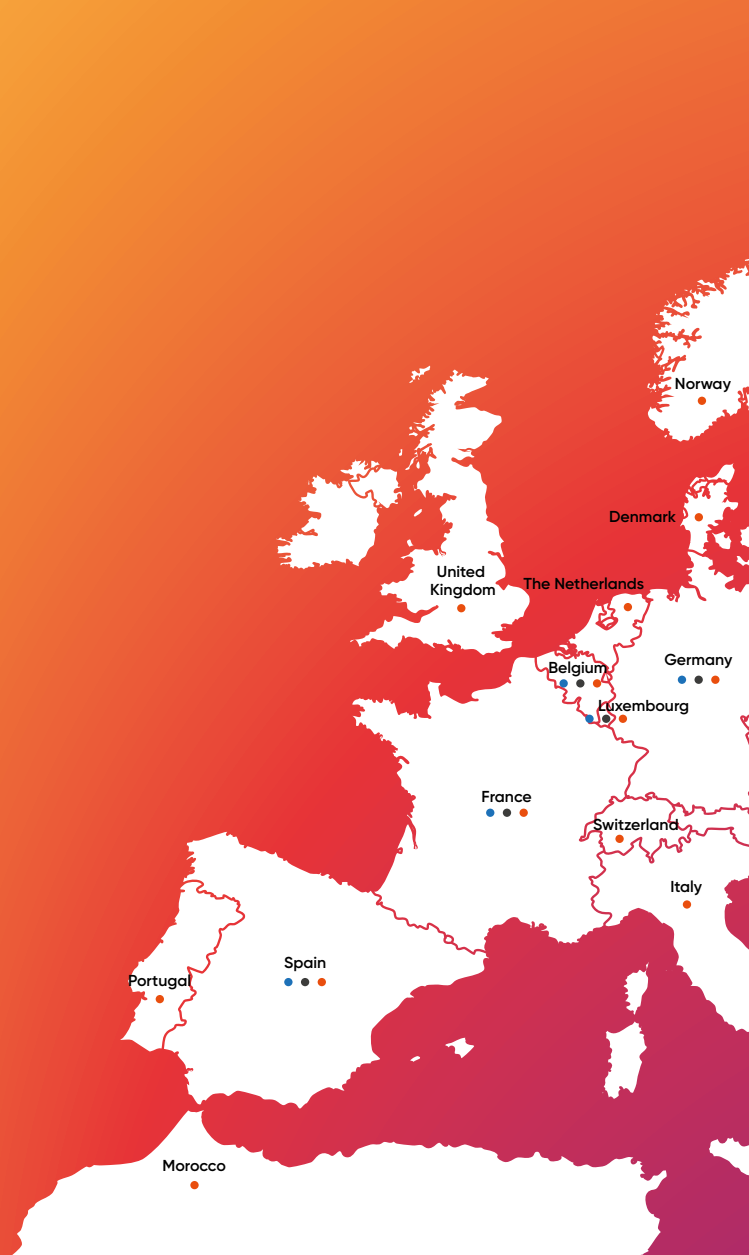 Norway
Denmark
United
Kingdom
The Netherlands
Belgium
Germany
Luxembourg
France
Switzerland
Italy
Spain
Portugal
Morocco